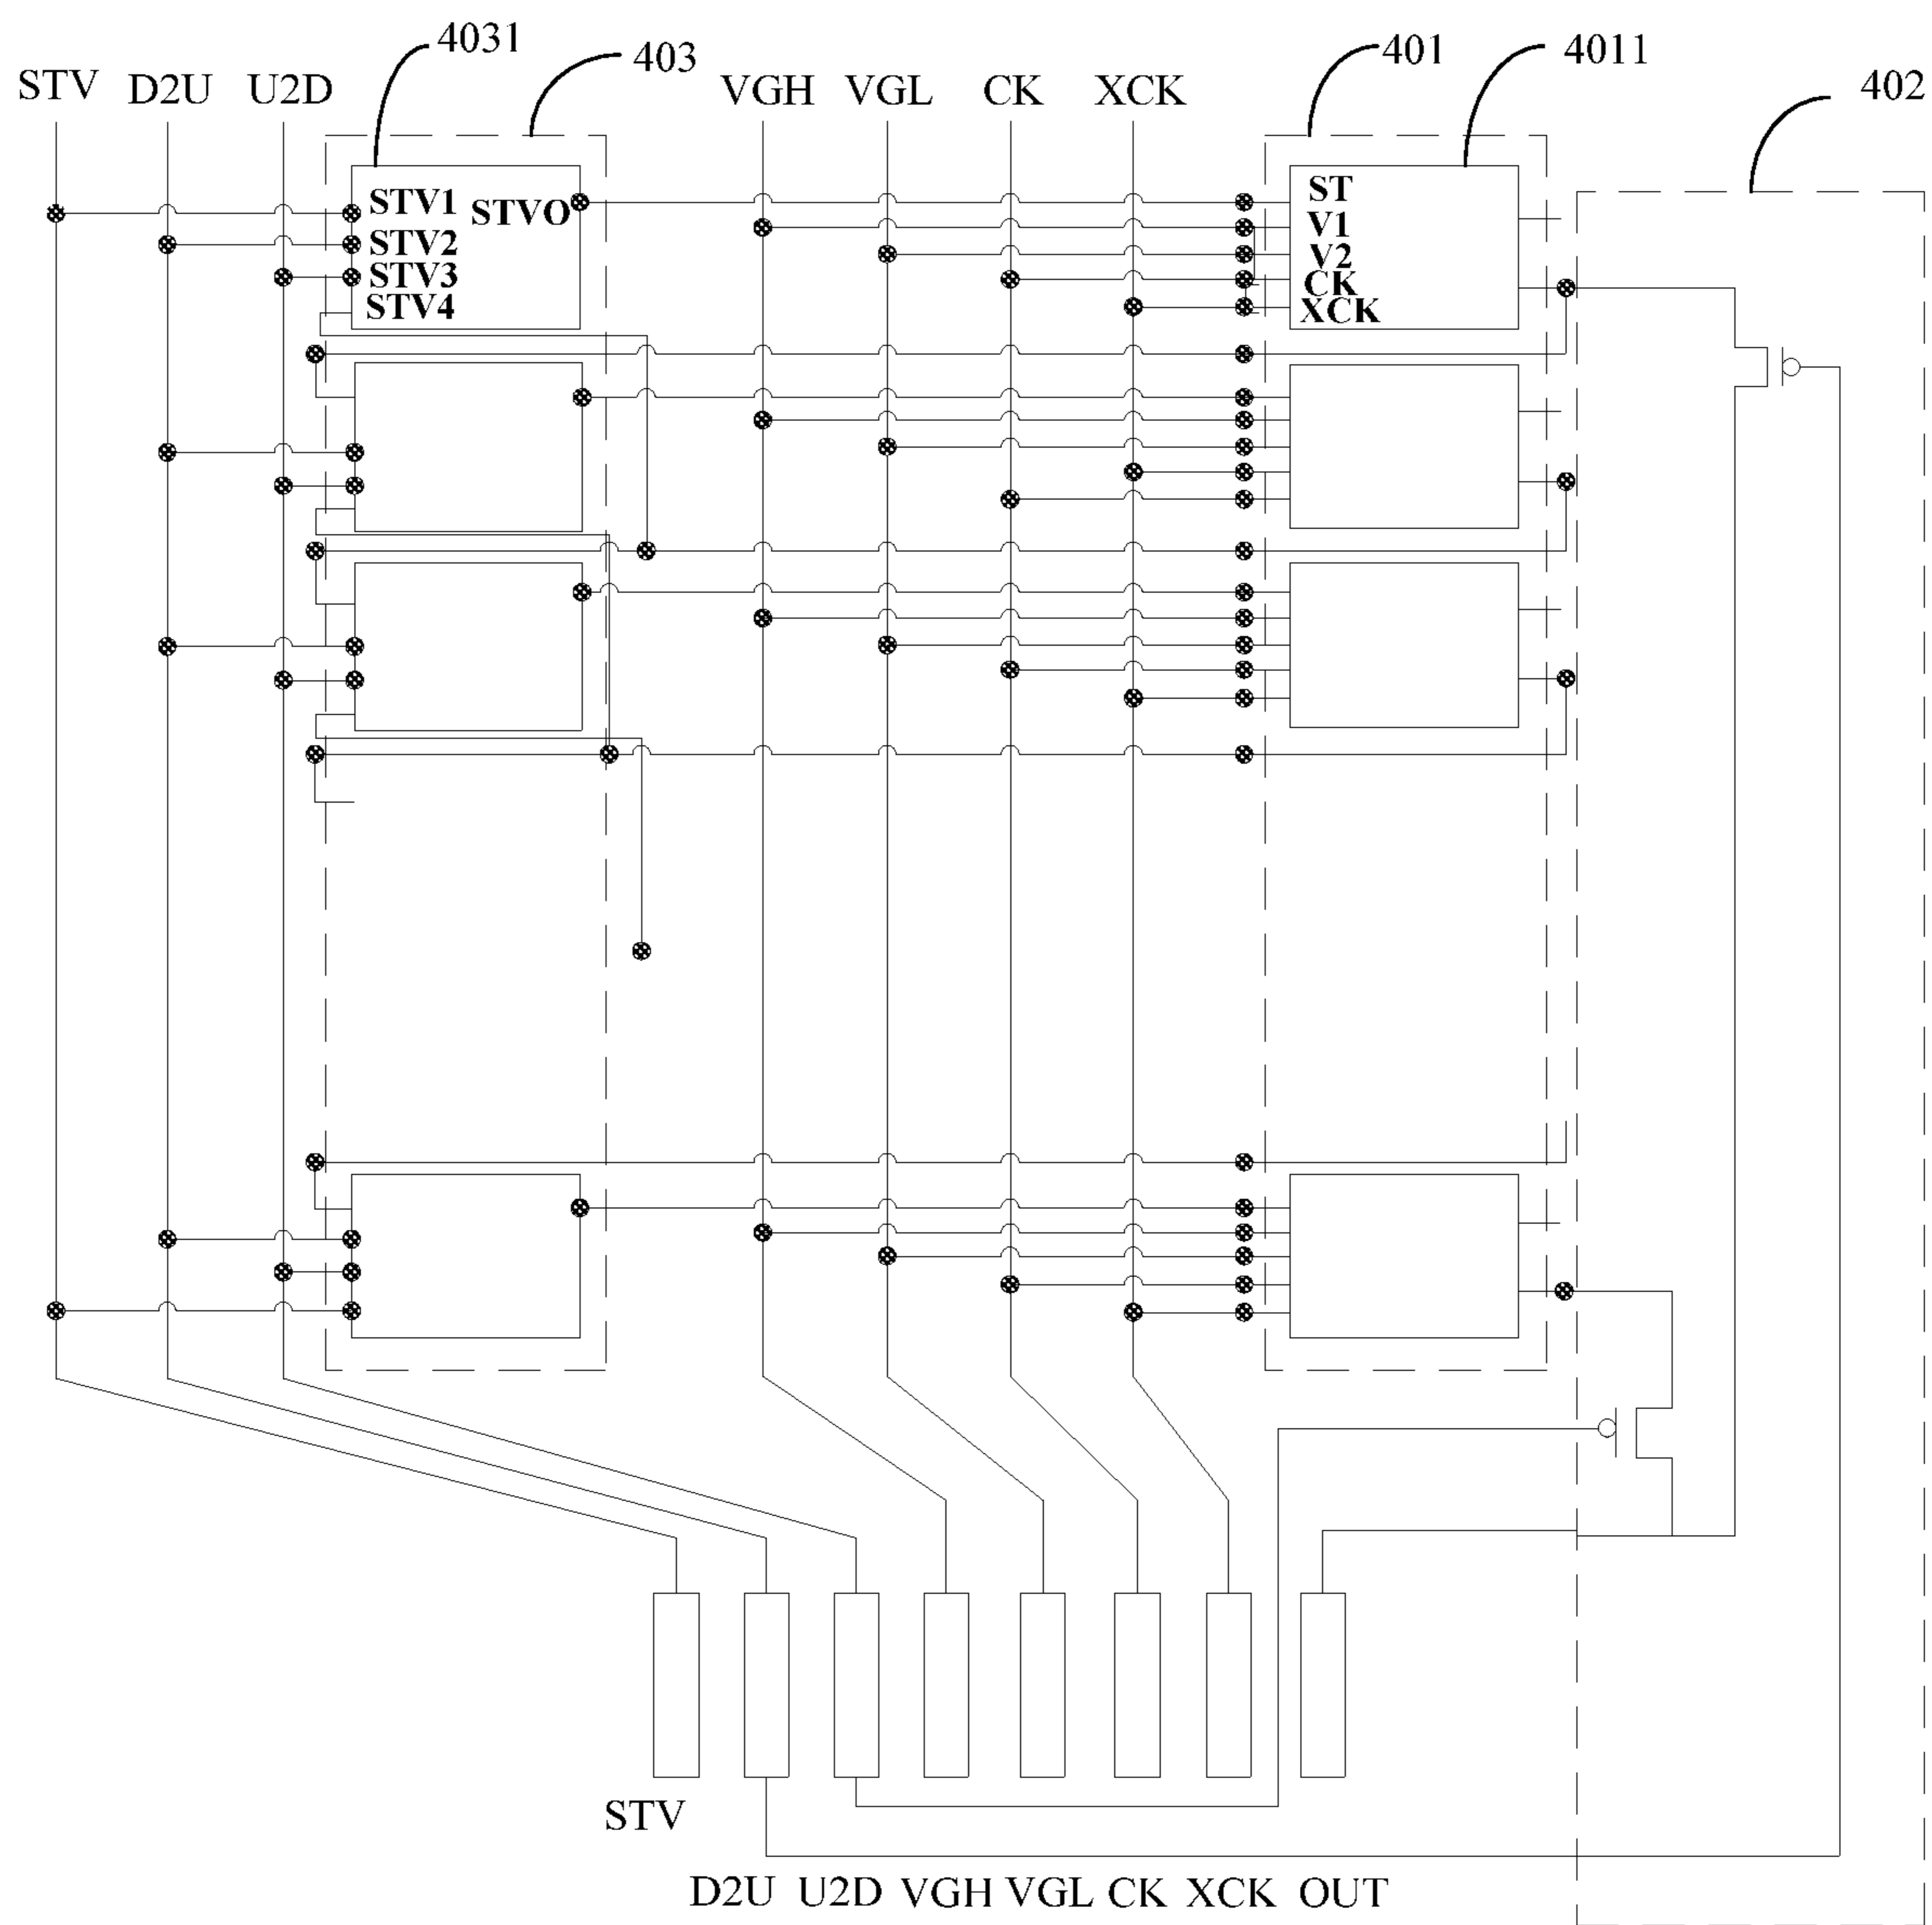 4031
403
401
4011
402
STV D2U U2D VGH VGL CK XCK
STV1 STVO
STV2
STV3
STV4
ST
V1
V2
CK
XCK
STV
D2U U2D VGH VGL CK XCK OUT